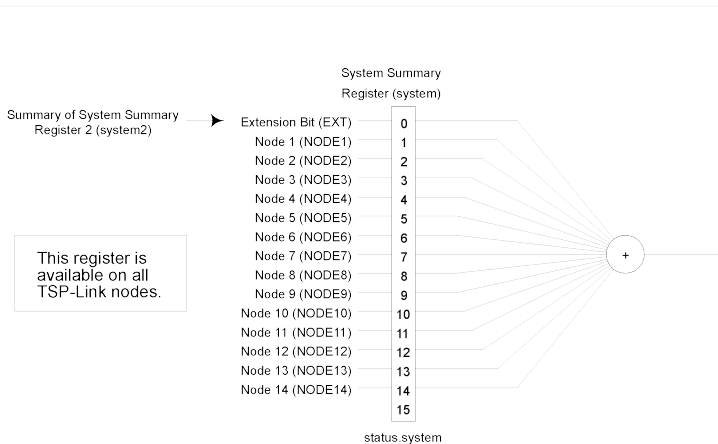 System Summary
Register (system)
Summary of System Summary
Register 2 (system2)
Extension Bit (EXT) 0
Node 1 (NODE1) 1
Node 2 (NODE2) 2
Node 3 (NODE3) 3
Node 4 (NODE4) 4
Node 5 (NODE5) 5
Node 6 (NODE6) 6
Node 7 (NODE7) 7
Node 8 (NODE8) 8
Node 9 (NODE9) 9
Node 10 (NODE10) 10
Node 11 (NODE11) 11
Node 12 (NODE12) 12
Node 13 (NODE13) 13
Node 14 (NODE14) 14
15
This register is
available on all
TSP-Link nodes.
+
status.system